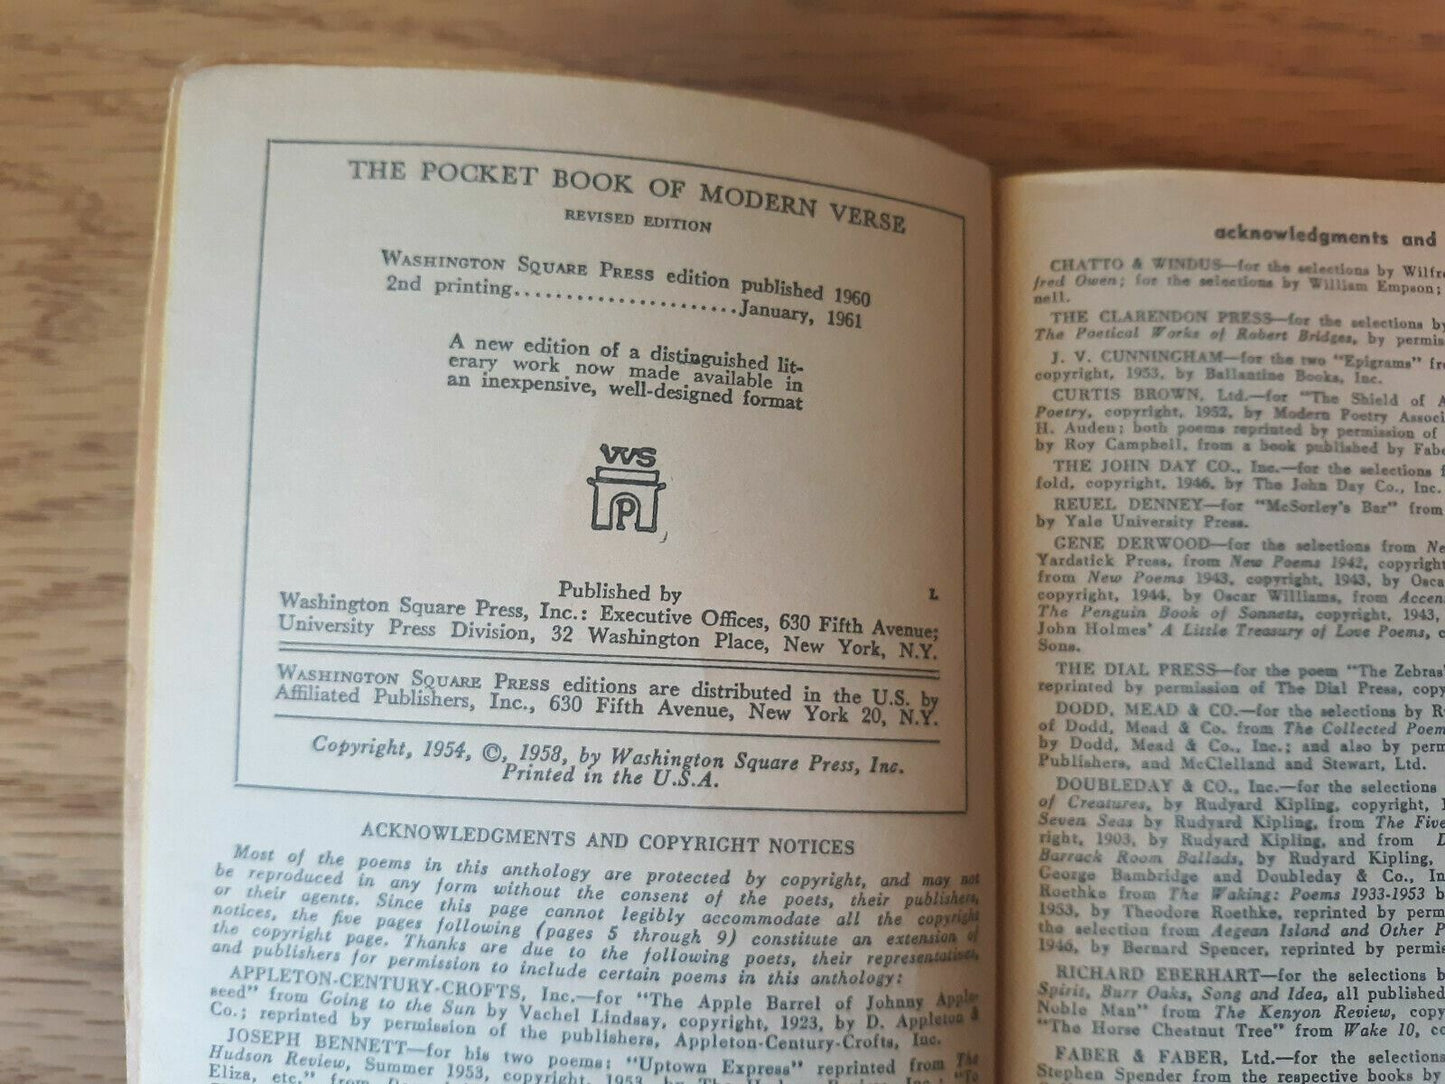 THE POCKET BOOK OF MODERN VERSE
REVISED EDITION
WASHINGTON SQUARE PRESS edition published 1960
2nd printing......................January, 1961
A new edition of a distinguished lit-
erary work now made available in
an inexpensive, well-designed format
WS
P
Published by
L
Washington Square Press, Inc.: Executive Offices, 630 Fifth Avenue;
University Press Division, 32 Washington Place, New York, N.Y.
WASHINGTON SQUARE PRESS editions are distributed in the U.S. by
Affiliated Publishers, Inc., 630 Fifth Avenue, New York 20, N.Y.
Copyright, 1954, ©, 1958, by Washington Square Press, Inc.
Printed in the U.S.A.
ACKNOWLEDGMENTS AND COPYRIGHT NOTICES
Most of the poems in this anthology are protected by copyright, and may not
be reproduced in any form without the consent of the poets, their publishers,
or their agents. Since this page cannot legibly accommodate all the copyright
notices, the five pages following (pages 5 through 9) constitute an extension of
the copyright page. Thanks are due to the following poets, their representatives,
and publishers for permission to include certain poems in this anthology:
APPLETON-CENTURY-CROFTS, Inc.—for "The Apple Barrel of Johnny Apple-
seed" from Going to the Sun by Vachel Lindsay, copyright, 1923, by D. Appleton &
Co.; reprinted by permission of the publishers, Appleton-Century-Crofts, Inc.
JOSEPH BENNETT—for his two poems: "Uptown Express" reprinted from The
Hudson Review, Summer 1953, copyright, 1953, by The Hudson Review, Inc.; "To
Eliza, etc." from
acknowledgments and
CHATTO & WINDUS—for the selections by Wilfre
fred Owen; for the selections by William Empson;
nell.
THE CLARENDON PRESS—for the selections by
The Poetical Works of Robert Bridges, by permis
J. V. CUNNINGHAM—for the two "Epigrams" fr
copyright, 1953, by Ballantine Books, Inc.
CURTIS BROWN, Ltd.—for "The Shield of A
Poetry, copyright, 1952, by Modern Poetry Associ
H. Auden; both poems reprinted by permission of
by Roy Campbell, from a book published by Fabe
THE JOHN DAY CO., Inc.—for the selections f
fold, copyright, 1946, by The John Day Co., Inc.
REUEL DENNEY—for "McSorley's Bar" from
by Yale University Press.
GENE DERWOOD—for the selections from Ne
Yardstick Press, from New Poems 1942, copyright
from New Poems 1943, copyright, 1943, by Osca
copyright, 1944, by Oscar Williams, from Accen
The Penguin Book of Sonnets, copyright, 1943,
John Holmes' A Little Treasury of Love Poems, c
Sons.
THE DIAL PRESS—for the poem "The Zebras"
reprinted by permission of The Dial Press, copy
DODD, MEAD & CO.—for the selections by R
of Dodd, Mead & Co. from The Collected Poem
by Dodd, Mead & Co., Inc.; and also by perm
Publishers, and McClelland and Stewart, Ltd.
DOUBLEDAY & CO., Inc.—for the selections
of Creatures, by Rudyard Kipling, copyright, 1
Seven Seas by Rudyard Kipling, from The Five
right, 1903, by Rudyard Kipling, and from D
Barrack Room Ballads, by Rudyard Kipling,
George Bambridge and Doubleday & Co., In
Roethke from The Waking: Poems 1933-1953 b
1953, by Theodore Roethke, reprinted by perm
the selection from Aegean Island and Other P
1946, by Bernard Spencer, reprinted by permi
RICHARD EBERHART—for the selections b
Spirit, Burr Oaks, Song and Idea, all published
Noble Man" from The Kenyon Review, copy
"The Horse Chestnut Tree" from Wake 10, co
FABER & FABER, Ltd.—for the selections
Stephen Spender from the respective books by